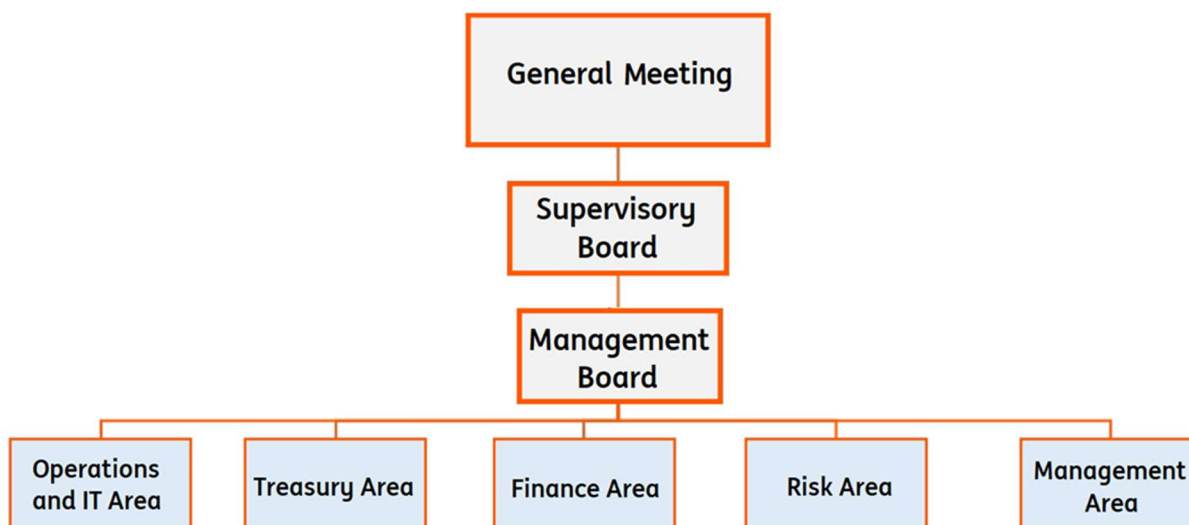 General Meeting
Supervisory
Board
Management
Board
Operations
and IT Area
Treasury Area
Finance Area
Risk Area
Management
Area